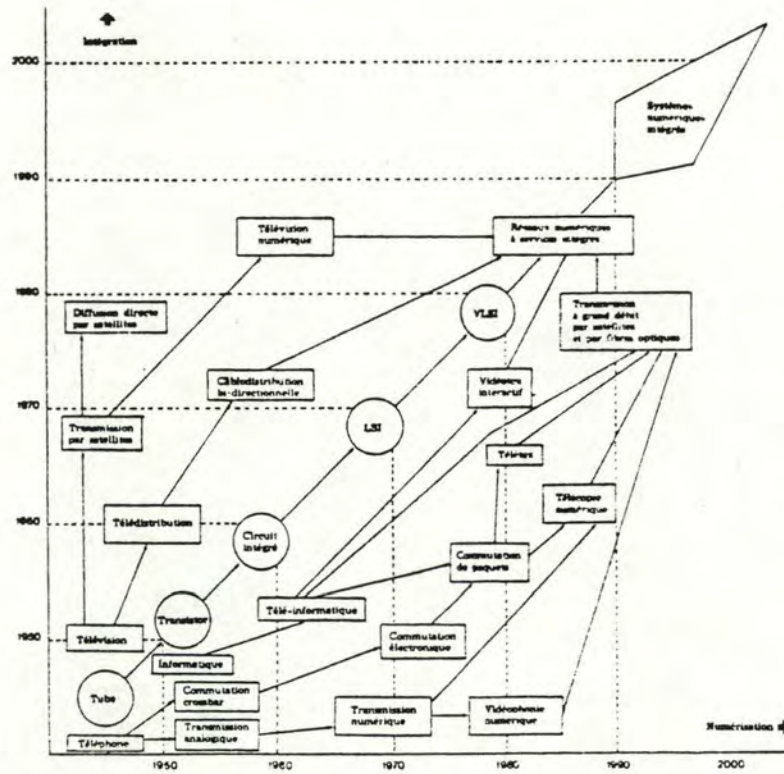 Intégration
2000
Systèmes
numériques
intégrés
1990
Télévision
numérique
Réseaux numériques
à services intégrés
1980
Diffusion directe
par satellites
VLSI
Transmission
à grand débit
par satellites
et par fibres optiques
Câblodistribution
bi-directionnelle
Vidéotex
interactif
1970
Transmission
par satellites
LSI
Télétex
Télédistribution
Télécopie
numérique
1960
Circuit
intégré
Commutation
de paquets
Transistor
Télé-informatique
1950
Télévision
Informatique
Commutation
électronique
Tube
Commutation
crossbar
Transmission
analogique
Transmission
numérique
Vidéophonie
numérique
Téléphone
Numérisation
1950
1960
1970
1980
1990
2000